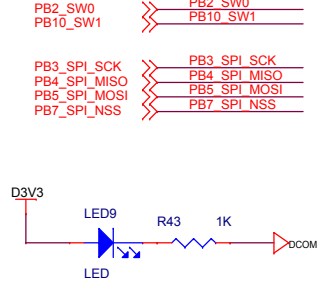 PB2_SW0 PB2_SW0
PB10_SW1 PB10_SW1
PB3_SPI_SCK PB3_SPI_SCK
PB4_SPI_MISO PB4_SPI_MISO
PB5_SPI_MOSI PB5_SPI_MOSI
PB7_SPI_NSS PB7_SPI_NSS
D3V3
LED9 R43 1K
DCOM
LED